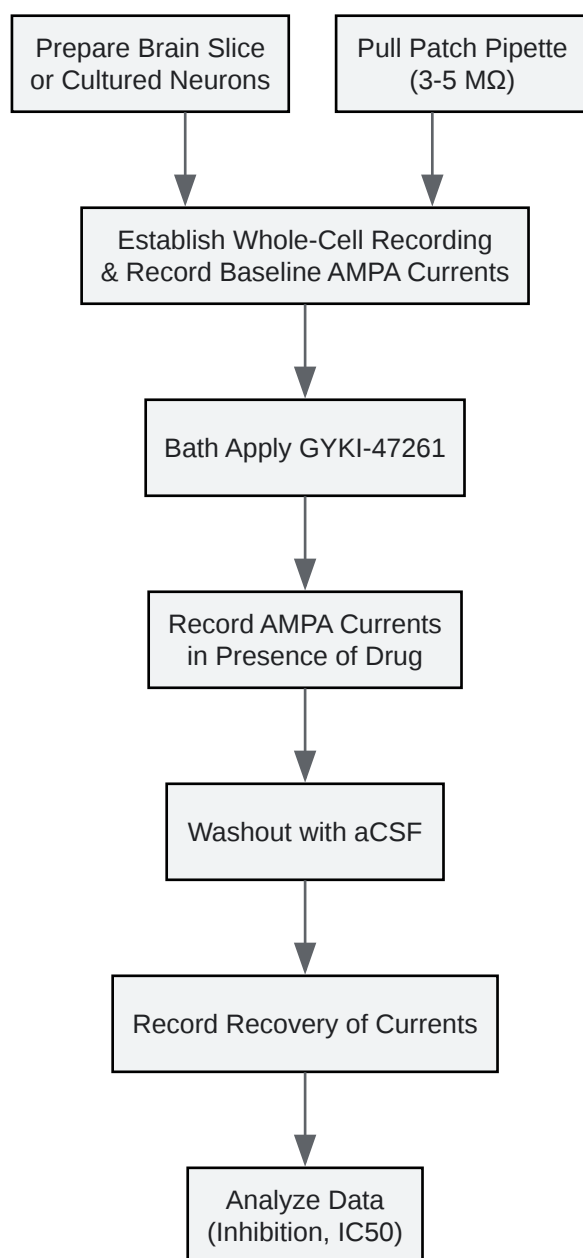 Prepare Brain Slice
or Cultured Neurons
Pull Patch Pipette
(3-5 MΩ)
Establish Whole-Cell Recording
& Record Baseline AMPA Currents
Bath Apply GYKI-47261
Record AMPA Currents
in Presence of Drug
Washout with aCSF
Record Recovery of Currents
Analyze Data
(Inhibition, IC50)